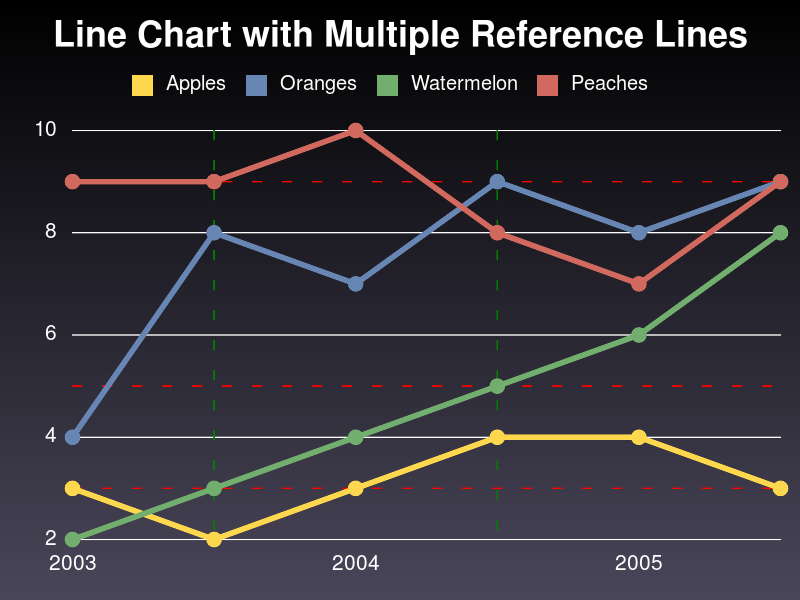 Line Chart with Multiple Reference Lines
Apples Oranges Watermelon Peaches
10
8
6
4
2
2003 2004 2005